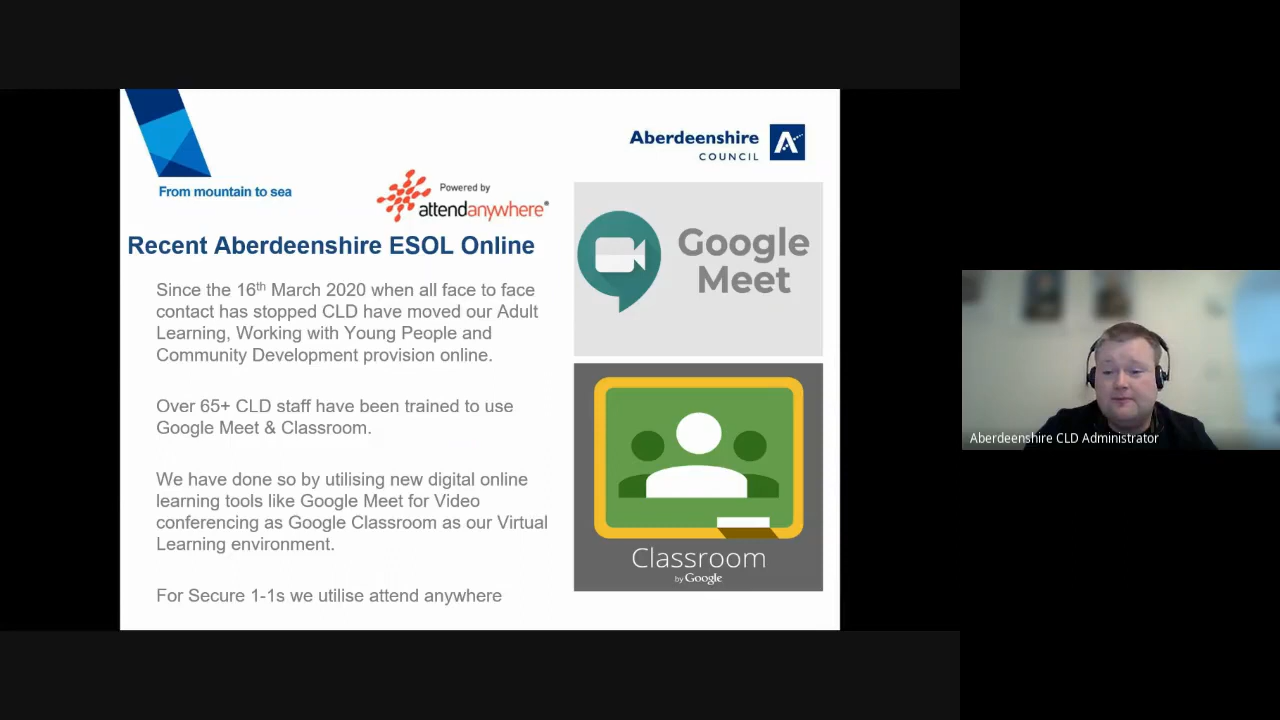 Aberdeenshire
COUNCIL
From mountain to sea
Powered by
attendanywhere®
Recent Aberdeenshire ESOL Online
Since the 16th March 2020 when all face to face
contact has stopped CLD have moved our Adult
Learning, Working with Young People and
Community Development provision online.
Over 65+ CLD staff have been trained to use
Google Meet & Classroom.
We have done so by utilising new digital online
learning tools like Google Meet for Video
conferencing as Google Classroom as our Virtual
Learning environment.
For Secure 1-1s we utilise attend anywhere
Google
Meet
Classroom
by Google
Aberdeenshire CLD Administrator